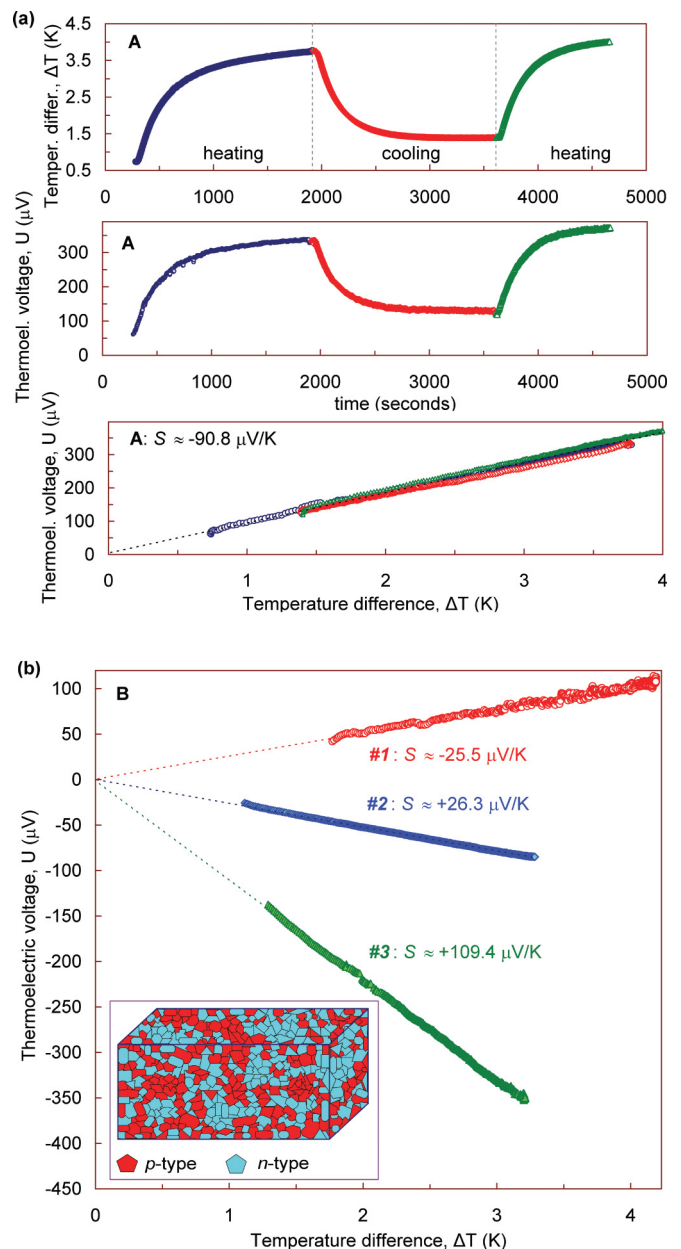 (a)
Temper. differ., ΔT (K)
4.5
3.5
2.5
1.5
0.5
A
heating
cooling
heating
0
1000
2000
3000
4000
5000
Thermoel. voltage, U (μV)
300
200
100
0
A
0
1000
2000
3000
4000
5000
time (seconds)
Thermoel. voltage, U (μV)
300
200
100
0
A: S ≈ -90.8 μV/K
0
1
2
3
4
Temperature difference, ΔT (K)
(b)
Thermoelectric voltage, U (μV)
100
50
0
-50
-100
-150
-200
-250
-300
-350
-400
-450
B
#1: S ≈ -25.5 μV/K
#2: S ≈ +26.3 μV/K
#3: S ≈ +109.4 μV/K
p-type
n-type
0
1
2
3
4
Temperature difference, ΔT (K)